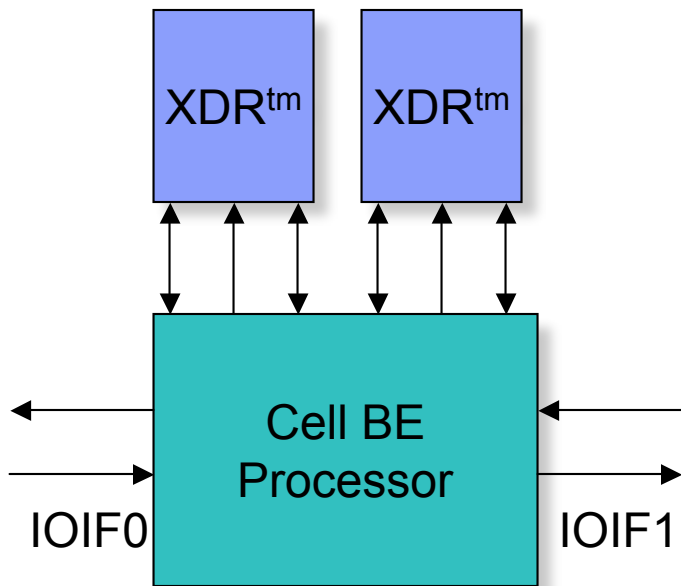 XDRtm
XDRtm
Cell BE
Processor
IOIF0
IOIF1